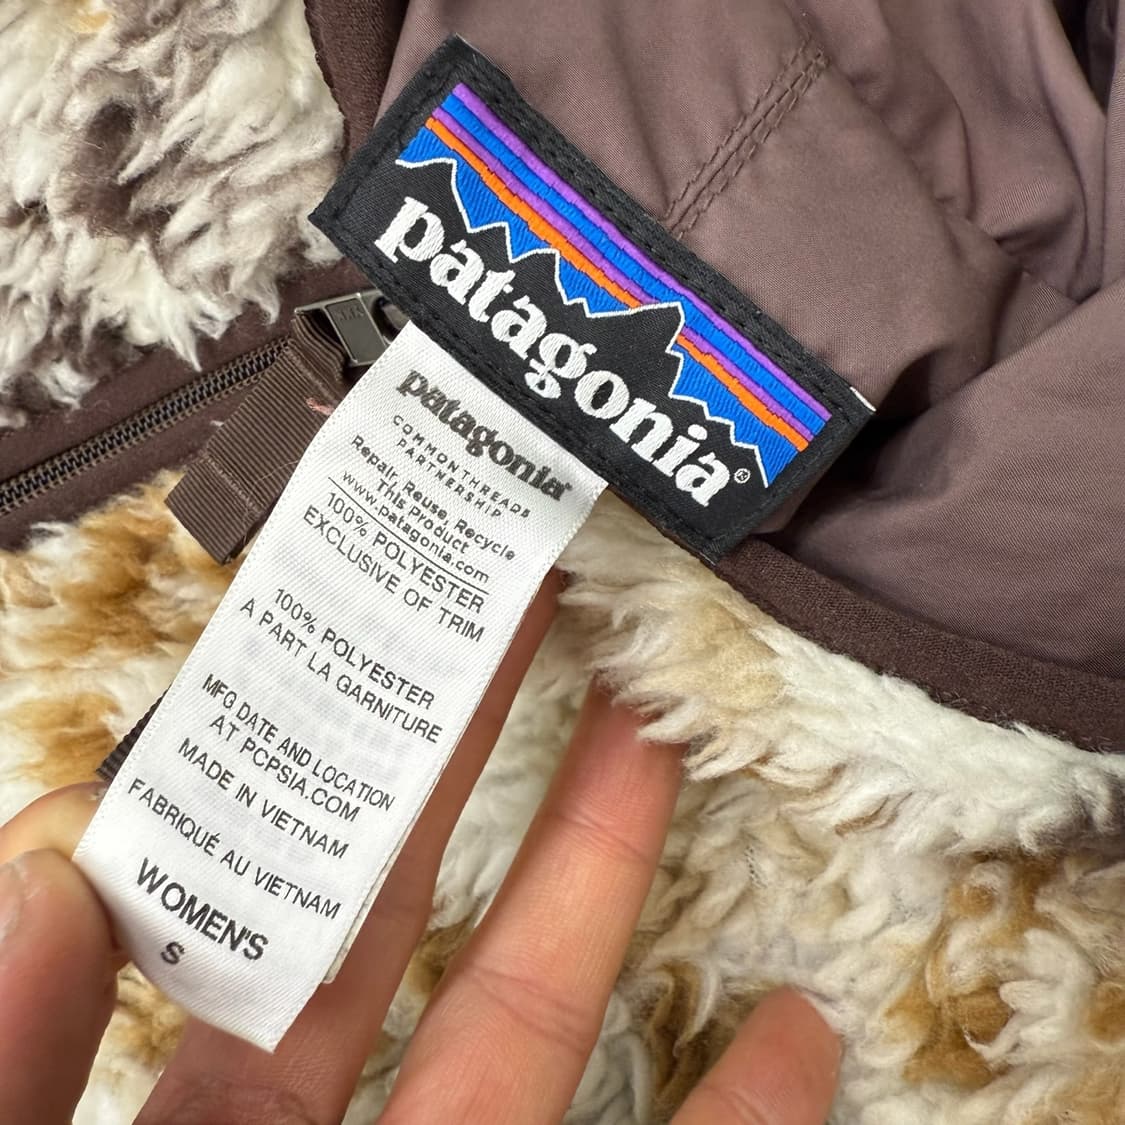 patagonia®
patagonia®
COMMONTHREADS
PARTNERSHIP
Repair, Reuse, Recycle
This Product
www.patagonia.com
100% POLYESTER
EXCLUSIVE OF TRIM
100% POLYESTER
A PART LA GARNITURE
MFG DATE AND LOCATION
AT PCPSIA.COM
MADE IN VIETNAM
FABRIQUÉ AU VIETNAM
WOMEN'S
S